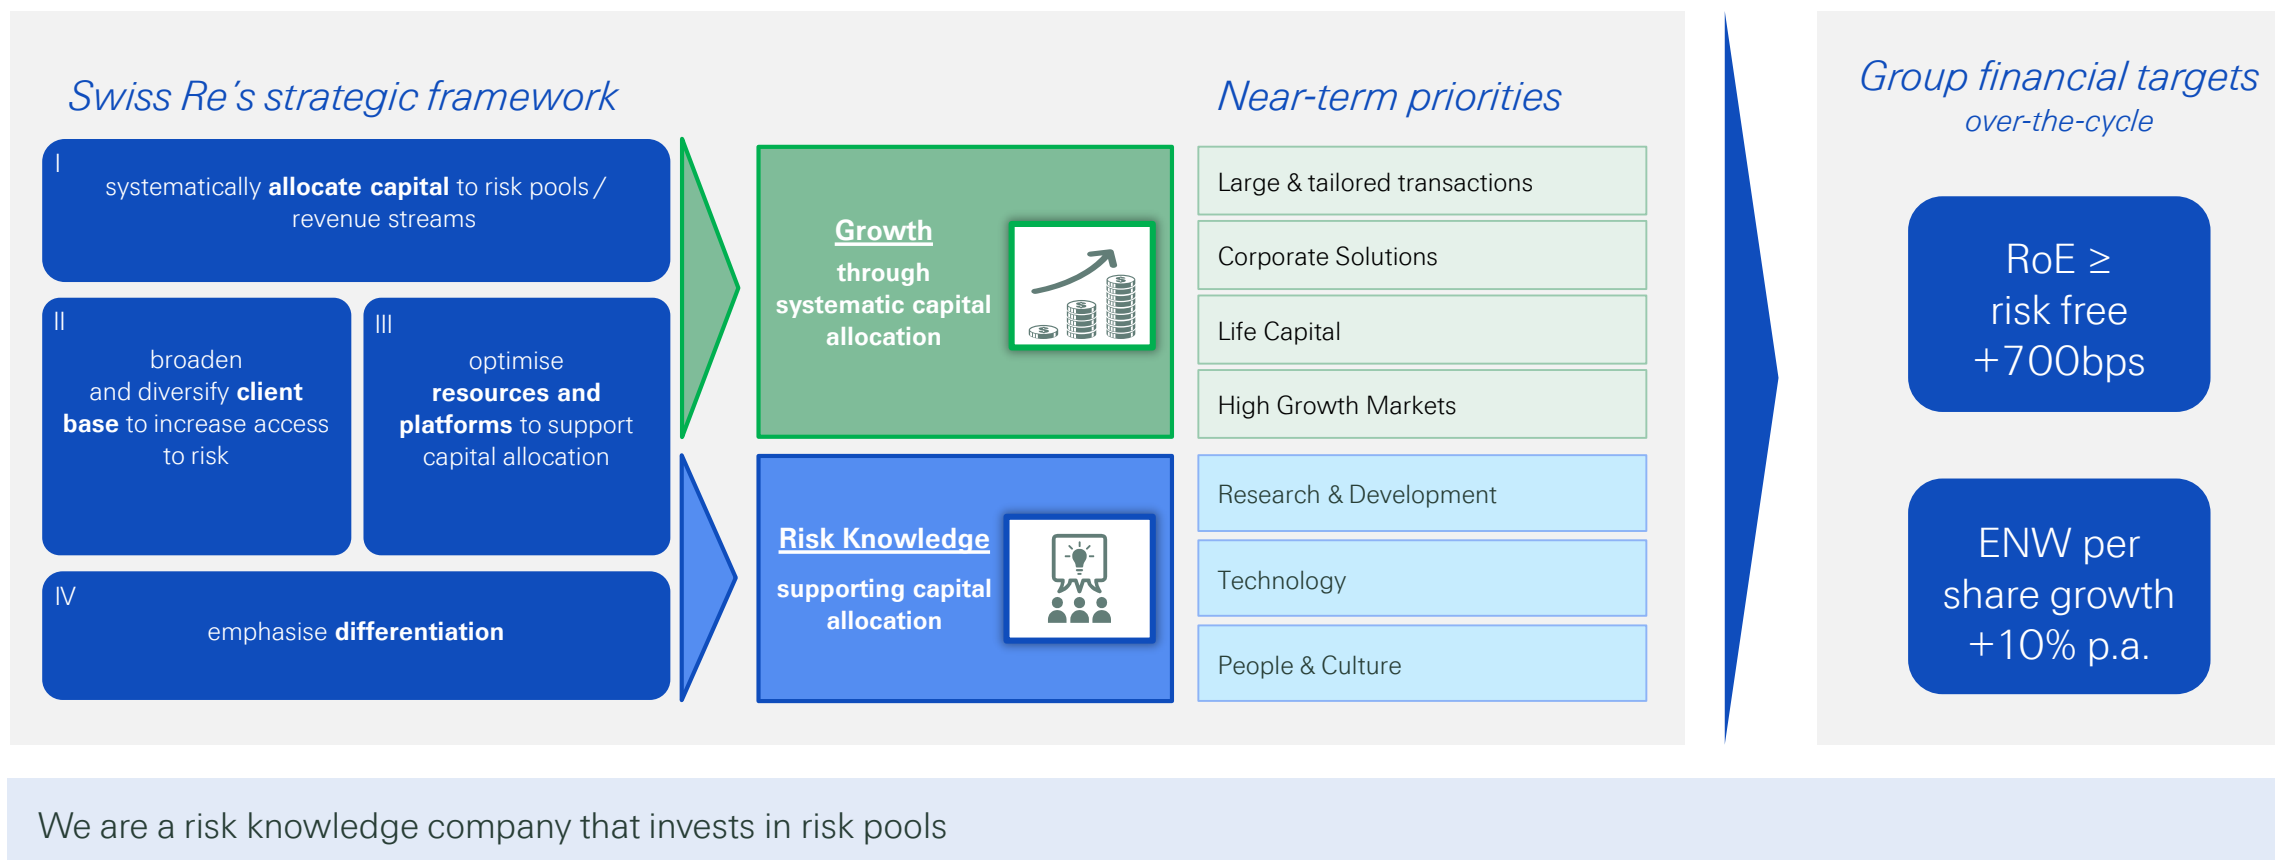 Swiss Re's strategic framework
I
systematically allocate capital to risk pools /
revenue streams
II
broaden
and diversify client
base to increase access
to risk
III
optimise
resources and
platforms to support
capital allocation
IV
emphasise differentiation
Growth
through
systematic capital
allocation
Risk Knowledge
supporting capital
allocation
Near-term priorities
Large & tailored transactions
Corporate Solutions
Life Capital
High Growth Markets
Research & Development
Technology
People & Culture
Group financial targets
over-the-cycle
RoE ≥
risk free
+700bps
ENW per
share growth
+10% p.a.
We are a risk knowledge company that invests in risk pools